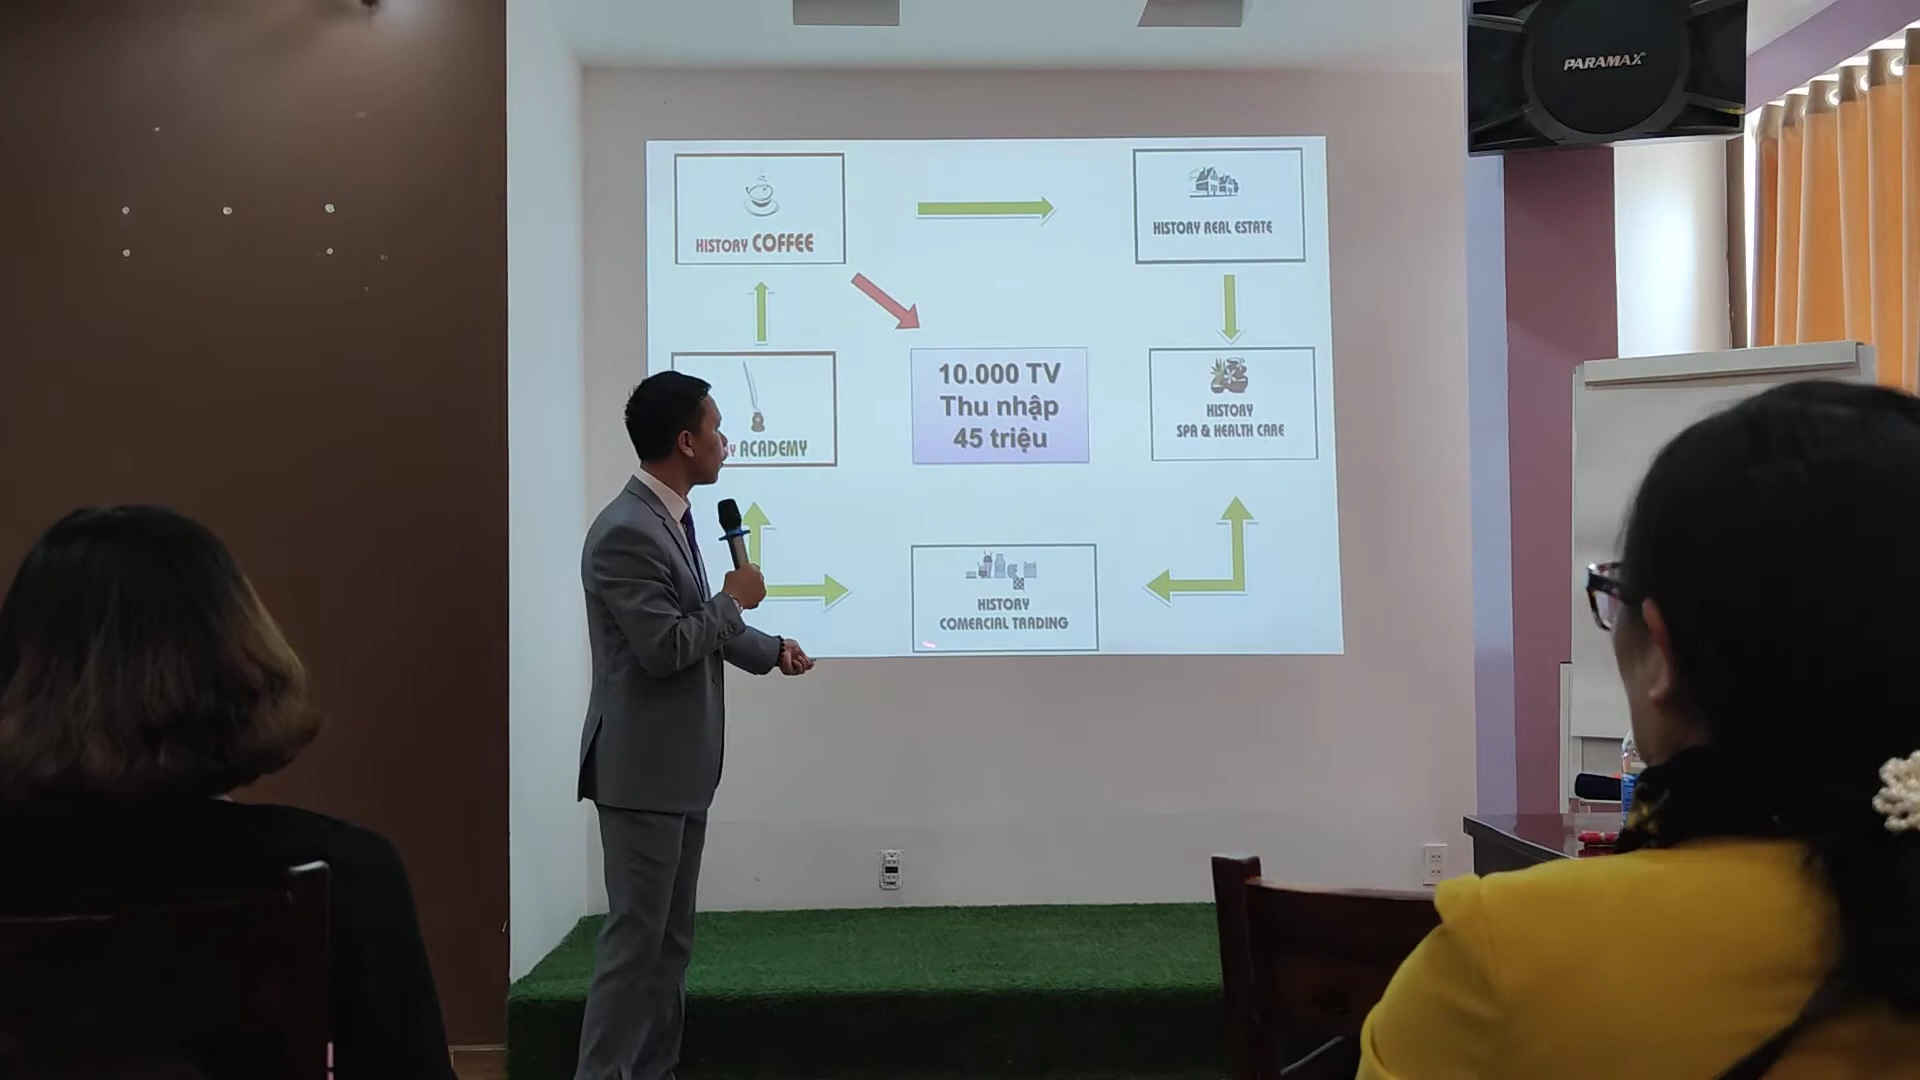 PARAMAX
HISTORY COFFEE
HISTORY REAL ESTATE
10.000 TV
Thu nhập
45 triệu
ACADEMY
HISTORY
SPA & HEALTH CARE
HISTORY
COMERCIAL TRADING